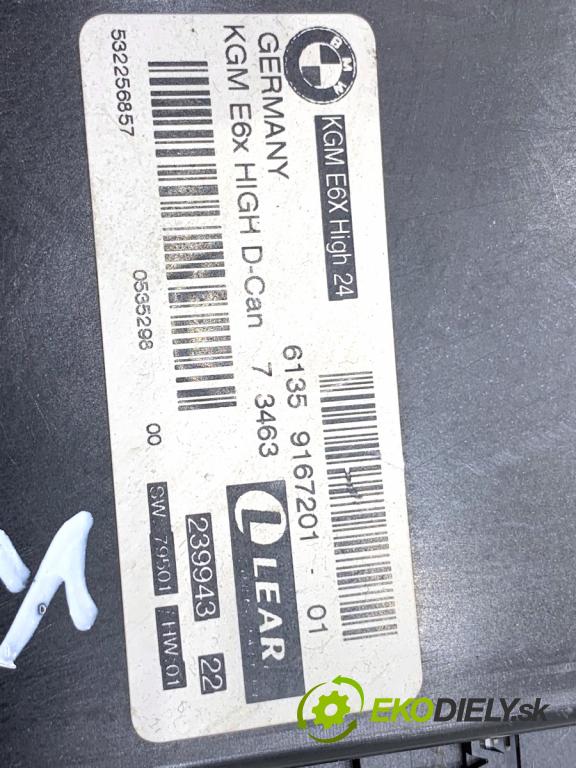 BMW
KGM E6X High 24
GERMANY
KGM E6x HIGH D-Can
6135 9167201 - 01
7 3463
LEAR
532256857
0535298
00
239943 22
SW:79501 HW:01
EKODIELY.sk